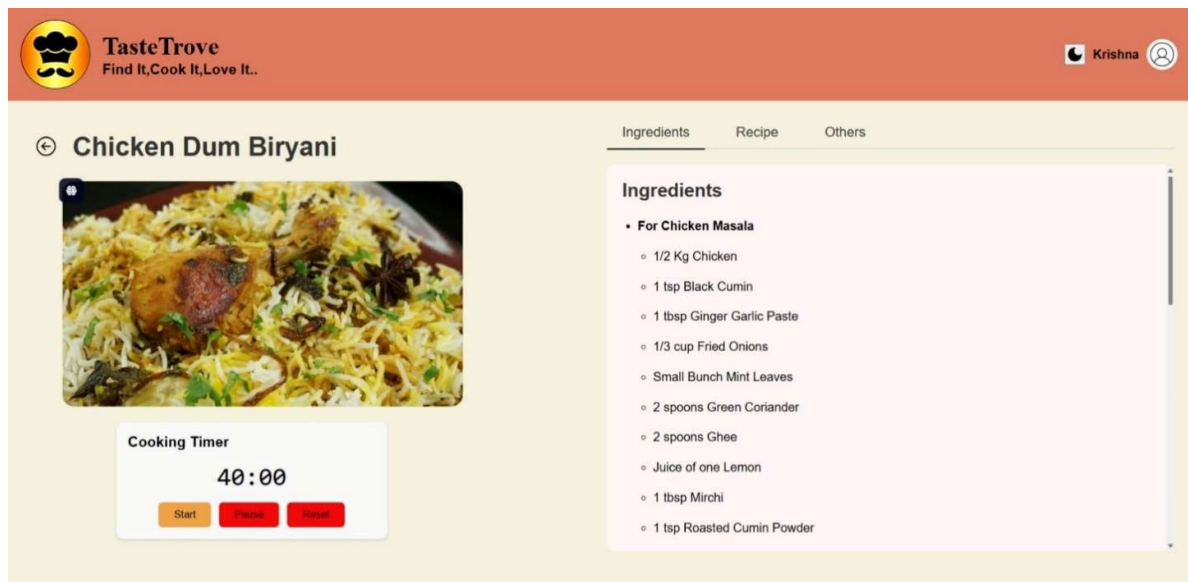 TasteTrove
Find It,Cook It,Love It..
Krishna
Chicken Dum Biryani
Cooking Timer
40:00
Start
Pause
Reset
Ingredients
Recipe
Others
Ingredients
• For Chicken Masala
◦ 1/2 Kg Chicken
◦ 1 tsp Black Cumin
◦ 1 tbsp Ginger Garlic Paste
◦ 1/3 cup Fried Onions
◦ Small Bunch Mint Leaves
◦ 2 spoons Green Coriander
◦ 2 spoons Ghee
◦ Juice of one Lemon
◦ 1 tbsp Mirchi
◦ 1 tsp Roasted Cumin Powder